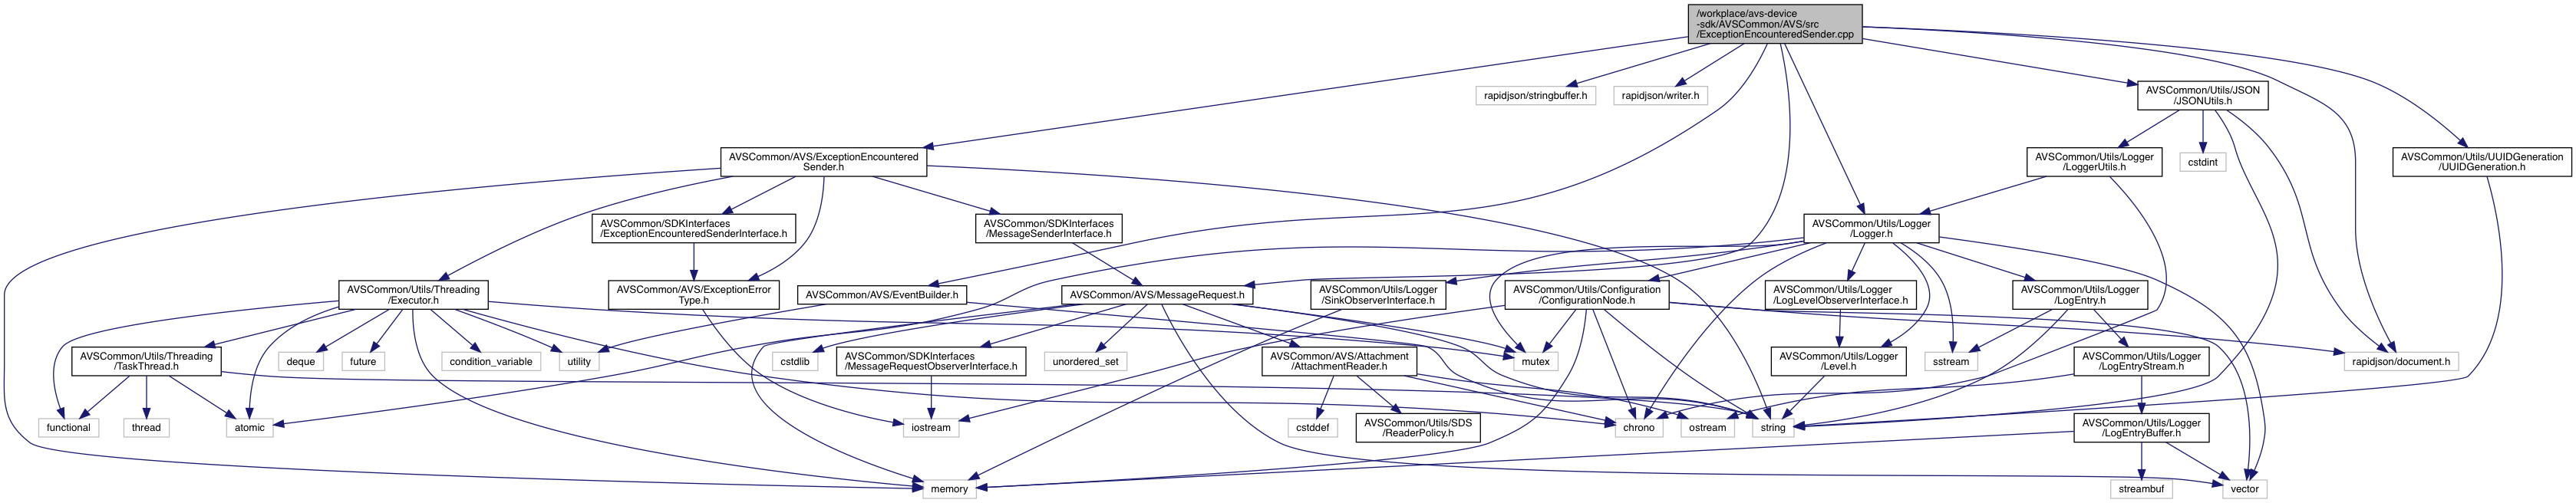 /workplace/avs-device
-sdk/AVSCommon/AVS/src
/ExceptionEncounteredSender.cpp
rapidjson/stringbuffer.h
rapidjson/writer.h
AVSCommon/Utils/JSON
/JSONUtils.h
AVSCommon/AVS/ExceptionEncountered
Sender.h
AVSCommon/Utils/Logger
/LoggerUtils.h
cstdint
AVSCommon/Utils/UUIDGeneration
/UUIDGeneration.h
AVSCommon/SDKInterfaces
/ExceptionEncounteredSenderInterface.h
AVSCommon/SDKInterfaces
/MessageSenderInterface.h
AVSCommon/Utils/Logger
/Logger.h
AVSCommon/Utils/Threading
/Executor.h
AVSCommon/AVS/ExceptionError
Type.h
AVSCommon/AVS/EventBuilder.h
AVSCommon/AVS/MessageRequest.h
AVSCommon/Utils/Logger
/SinkObserverInterface.h
AVSCommon/Utils/Configuration
/ConfigurationNode.h
AVSCommon/Utils/Logger
/LogLevelObserverInterface.h
AVSCommon/Utils/Logger
/LogEntry.h
AVSCommon/Utils/Threading
/TaskThread.h
deque
future
condition_variable
utility
cstdlib
AVSCommon/SDKInterfaces
/MessageRequestObserverInterface.h
unordered_set
AVSCommon/AVS/Attachment
/AttachmentReader.h
mutex
AVSCommon/Utils/Logger
/Level.h
sstream
AVSCommon/Utils/Logger
/LogEntryStream.h
rapidjson/document.h
functional
thread
atomic
iostream
cstddef
AVSCommon/Utils/SDS
/ReaderPolicy.h
chrono
ostream
string
AVSCommon/Utils/Logger
/LogEntryBuffer.h
memory
streambuf
vector